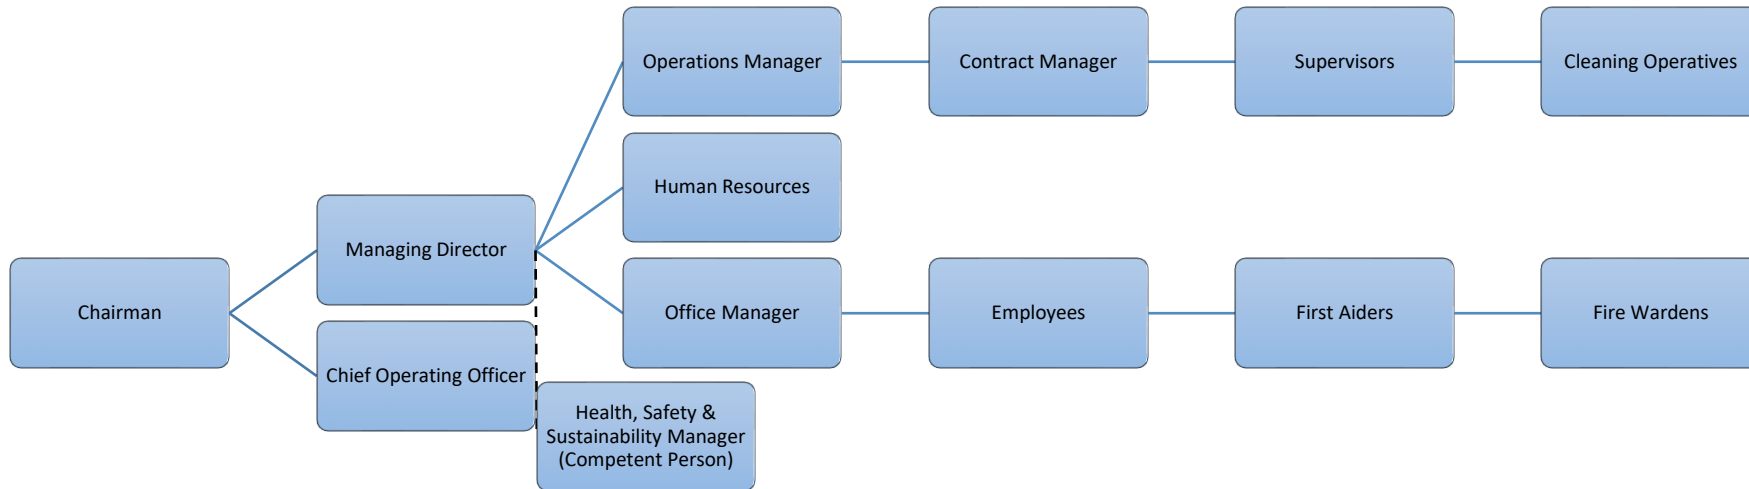 Operations Manager
Contract Manager
Supervisors
Cleaning Operatives
Human Resources
Managing Director
Chairman
Office Manager
Employees
First Aiders
Fire Wardens
Chief Operating Officer
Health, Safety &
Sustainability Manager
(Competent Person)